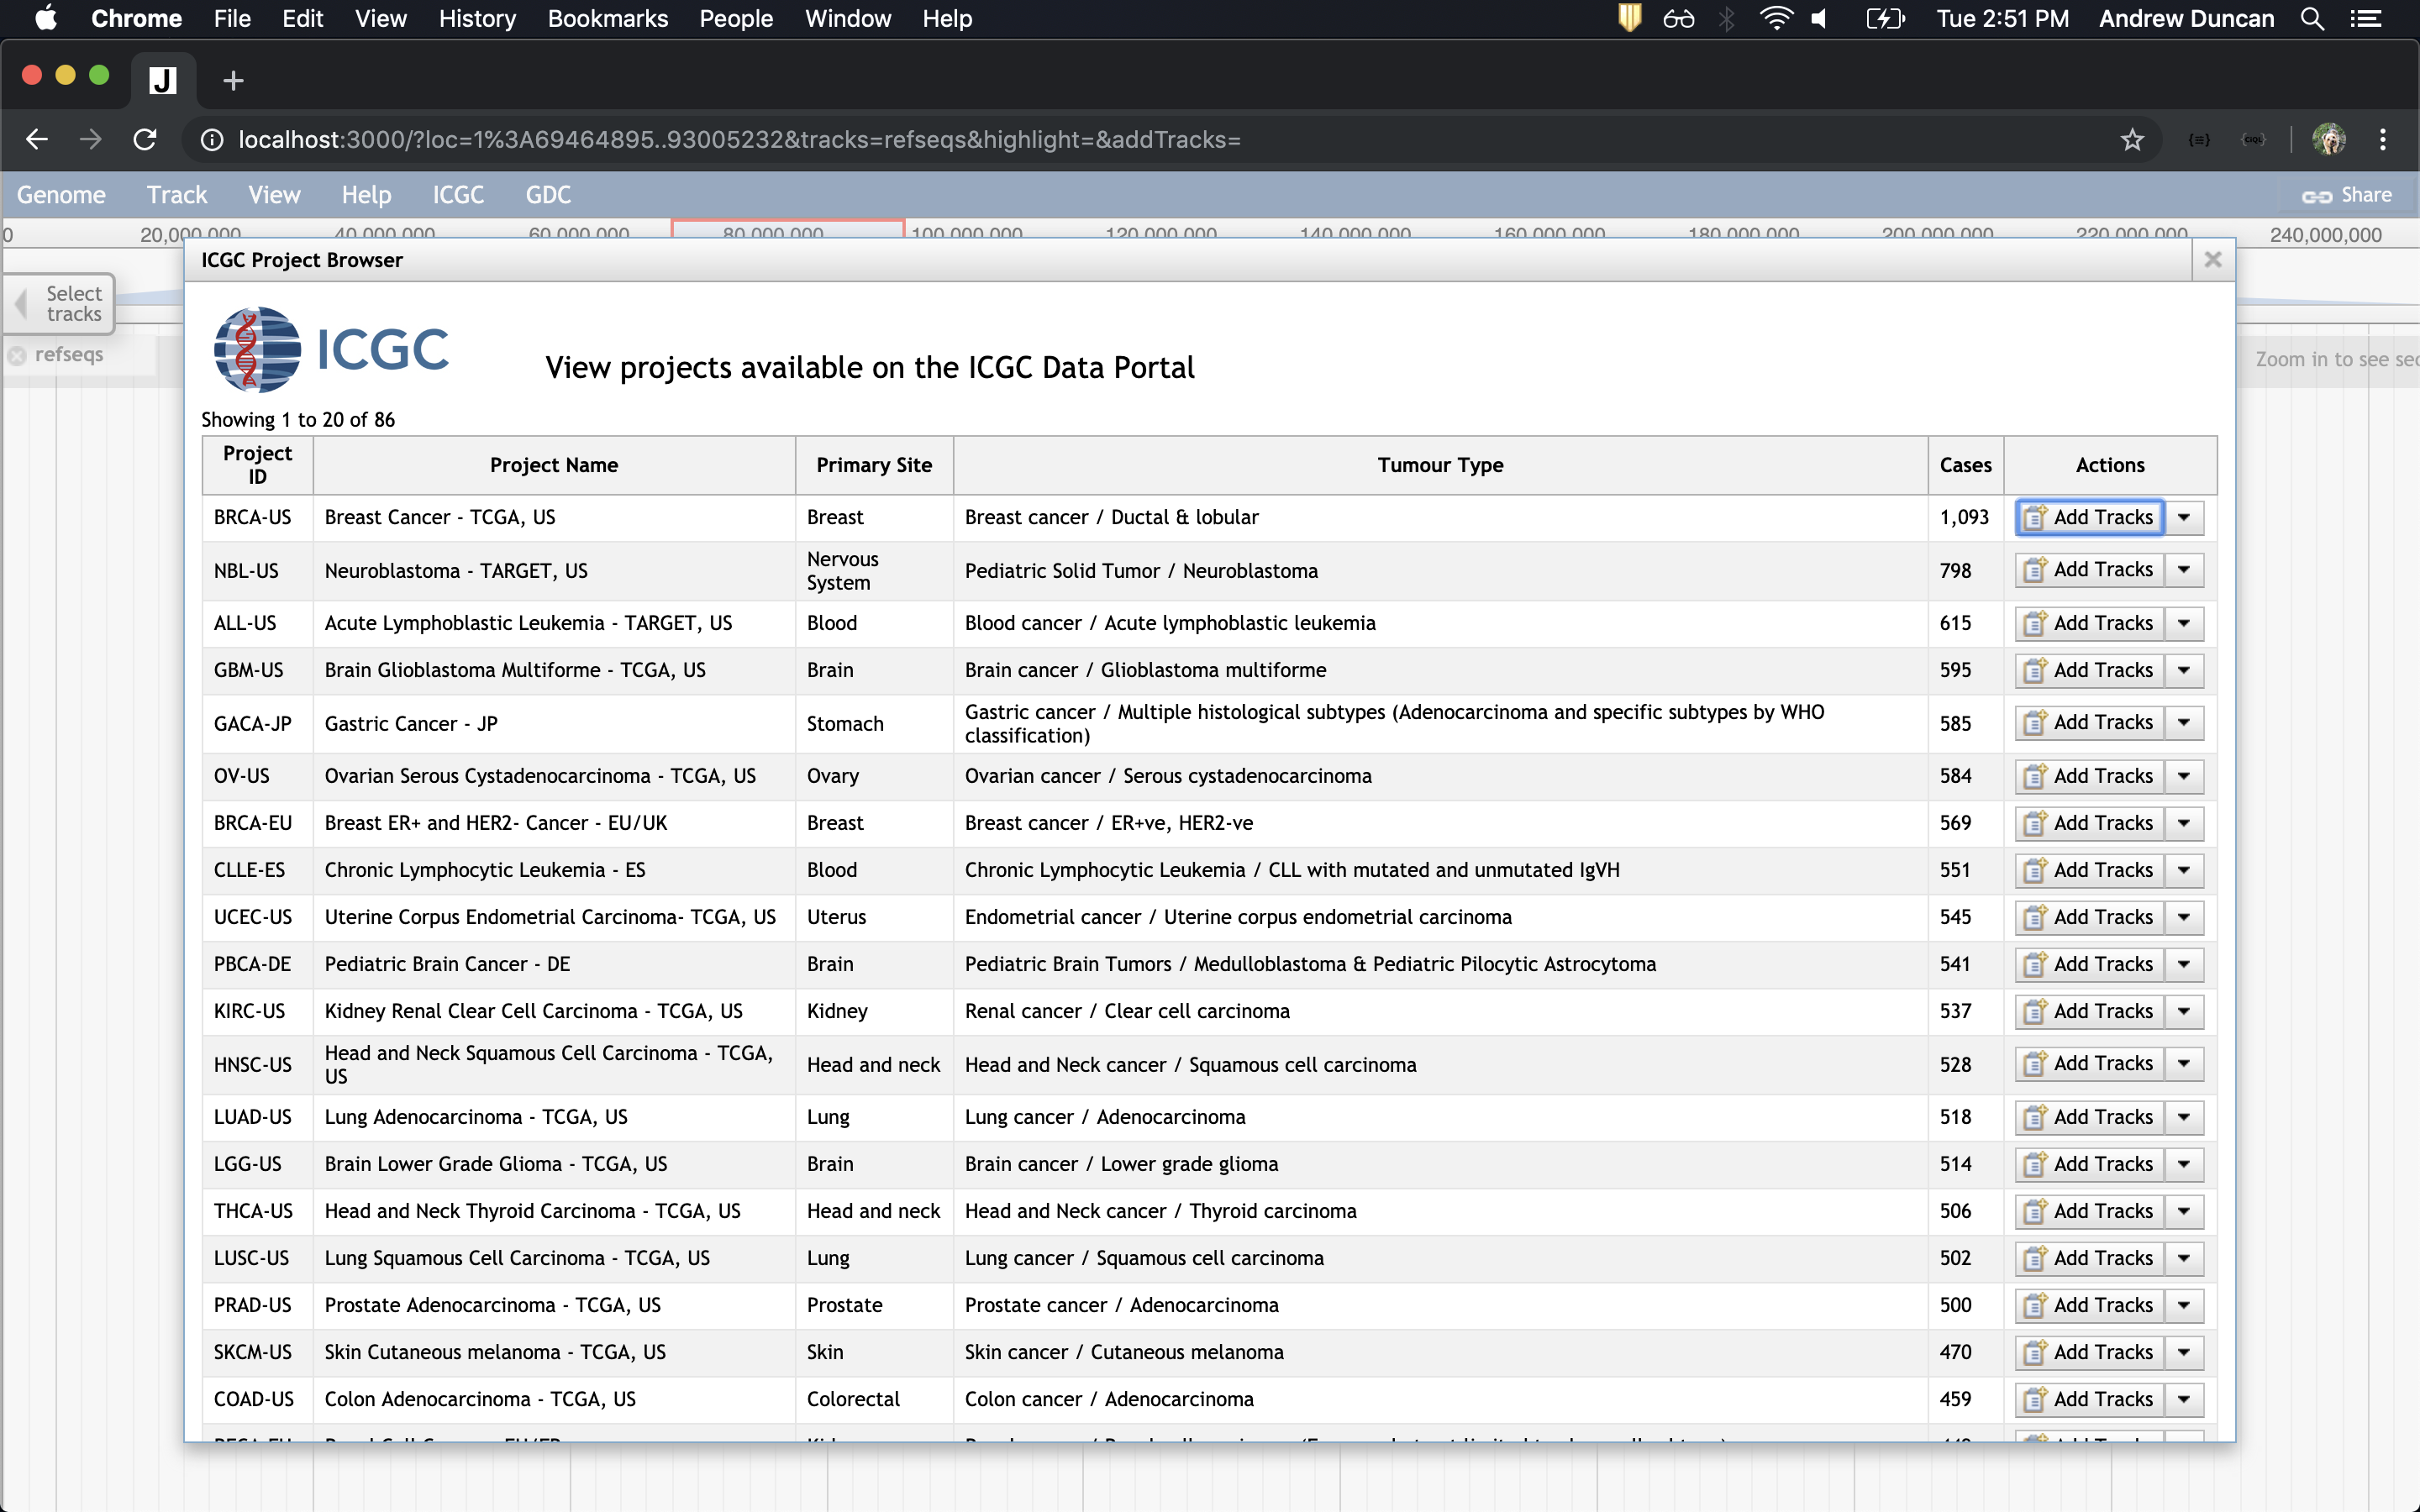 Chrome File Edit View History Bookmarks People Window Help Tue 2:51 PM Andrew Duncan
J
localhost:3000/?loc=1%3A69464895..93005232&tracks=refseqs&highlight=&addTracks=
Genome Track View Help ICGC GDC Share
0 20,000,000 40,000,000 60,000,000 80,000,000 100,000,000 120,000,000 140,000,000 160,000,000 180,000,000 200,000,000 220,000,000 240,000,000
ICGC Project Browser
Select
tracks
refseqs
Zoom in to see
ICGC
View projects available on the ICGC Data Portal
Showing 1 to 20 of 86
Project
ID
Project Name Primary Site Tumour Type Cases Actions
BRCA-US Breast Cancer - TCGA, US Breast Breast cancer / Ductal & lobular 1,093 Add Tracks
NBL-US Neuroblastoma - TARGET, US Nervous
System
Pediatric Solid Tumor / Neuroblastoma 798 Add Tracks
ALL-US Acute Lymphoblastic Leukemia - TARGET, US Blood Blood cancer / Acute lymphoblastic leukemia 615 Add Tracks
GBM-US Brain Glioblastoma Multiforme - TCGA, US Brain Brain cancer / Glioblastoma multiforme 595 Add Tracks
GACA-JP Gastric Cancer - JP Stomach Gastric cancer / Multiple histological subtypes (Adenocarcinoma and specific subtypes by WHO
classification)
585 Add Tracks
OV-US Ovarian Serous Cystadenocarcinoma - TCGA, US Ovary Ovarian cancer / Serous cystadenocarcinoma 584 Add Tracks
BRCA-EU Breast ER+ and HER2- Cancer - EU/UK Breast Breast cancer / ER+ve, HER2-ve 569 Add Tracks
CLLE-ES Chronic Lymphocytic Leukemia - ES Blood Chronic Lymphocytic Leukemia / CLL with mutated and unmutated IgVH 551 Add Tracks
UCEC-US Uterine Corpus Endometrial Carcinoma- TCGA, US Uterus Endometrial cancer / Uterine corpus endometrial carcinoma 545 Add Tracks
PBCA-DE Pediatric Brain Cancer - DE Brain Pediatric Brain Tumors / Medulloblastoma & Pediatric Pilocytic Astrocytoma 541 Add Tracks
KIRC-US Kidney Renal Clear Cell Carcinoma - TCGA, US Kidney Renal cancer / Clear cell carcinoma 537 Add Tracks
HNSC-US Head and Neck Squamous Cell Carcinoma - TCGA,
US
Head and neck Head and Neck cancer / Squamous cell carcinoma 528 Add Tracks
LUAD-US Lung Adenocarcinoma - TCGA, US Lung Lung cancer / Adenocarcinoma 518 Add Tracks
LGG-US Brain Lower Grade Glioma - TCGA, US Brain Brain cancer / Lower grade glioma 514 Add Tracks
THCA-US Head and Neck Thyroid Carcinoma - TCGA, US Head and neck Head and Neck cancer / Thyroid carcinoma 506 Add Tracks
LUSC-US Lung Squamous Cell Carcinoma - TCGA, US Lung Lung cancer / Squamous cell carcinoma 502 Add Tracks
PRAD-US Prostate Adenocarcinoma - TCGA, US Prostate Prostate cancer / Adenocarcinoma 500 Add Tracks
SKCM-US Skin Cutaneous melanoma - TCGA, US Skin Skin cancer / Cutaneous melanoma 470 Add Tracks
COAD-US Colon Adenocarcinoma - TCGA, US Colorectal Colon cancer / Adenocarcinoma 459 Add Tracks